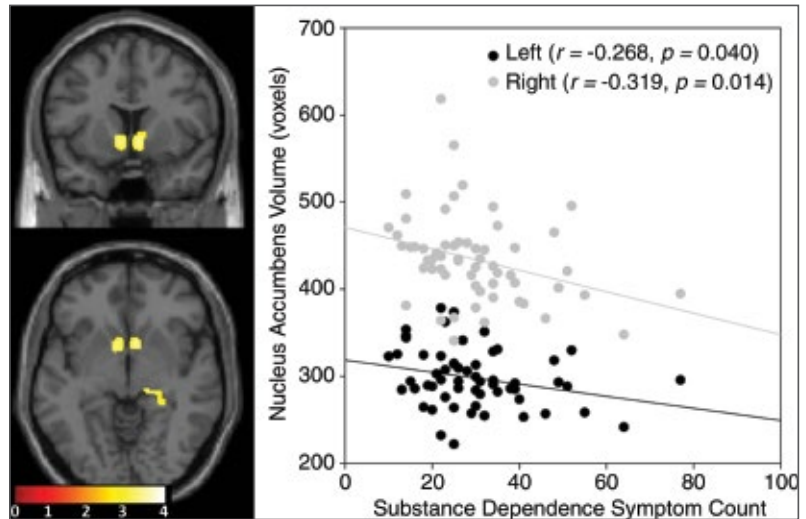 700
600
500
400
300
200
Nucleus Accumbens Volume (voxels)
Left (r = -0.268, p = 0.040)
Right (r = -0.319, p = 0.014)
0 20 40 60 80 100
Substance Dependence Symptom Count
0 1 2 3 4